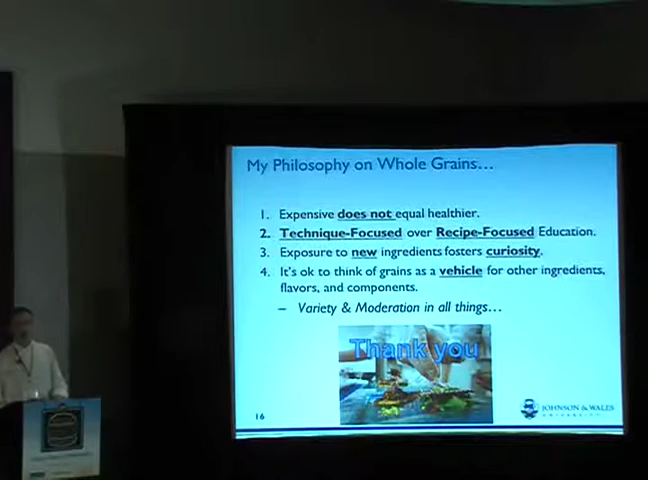 My Philosophy on Whole Grains...
1. Expensive does not equal healthier.
2. Technique-Focused over Recipe-Focused Education.
3. Exposure to new ingredients fosters curiosity.
4. It's ok to think of grains as a vehicle for other ingredients,
flavors, and components.
– Variety & Moderation in all things...
Thank you
16
JOHNSON & WALES
UNIVERSITY